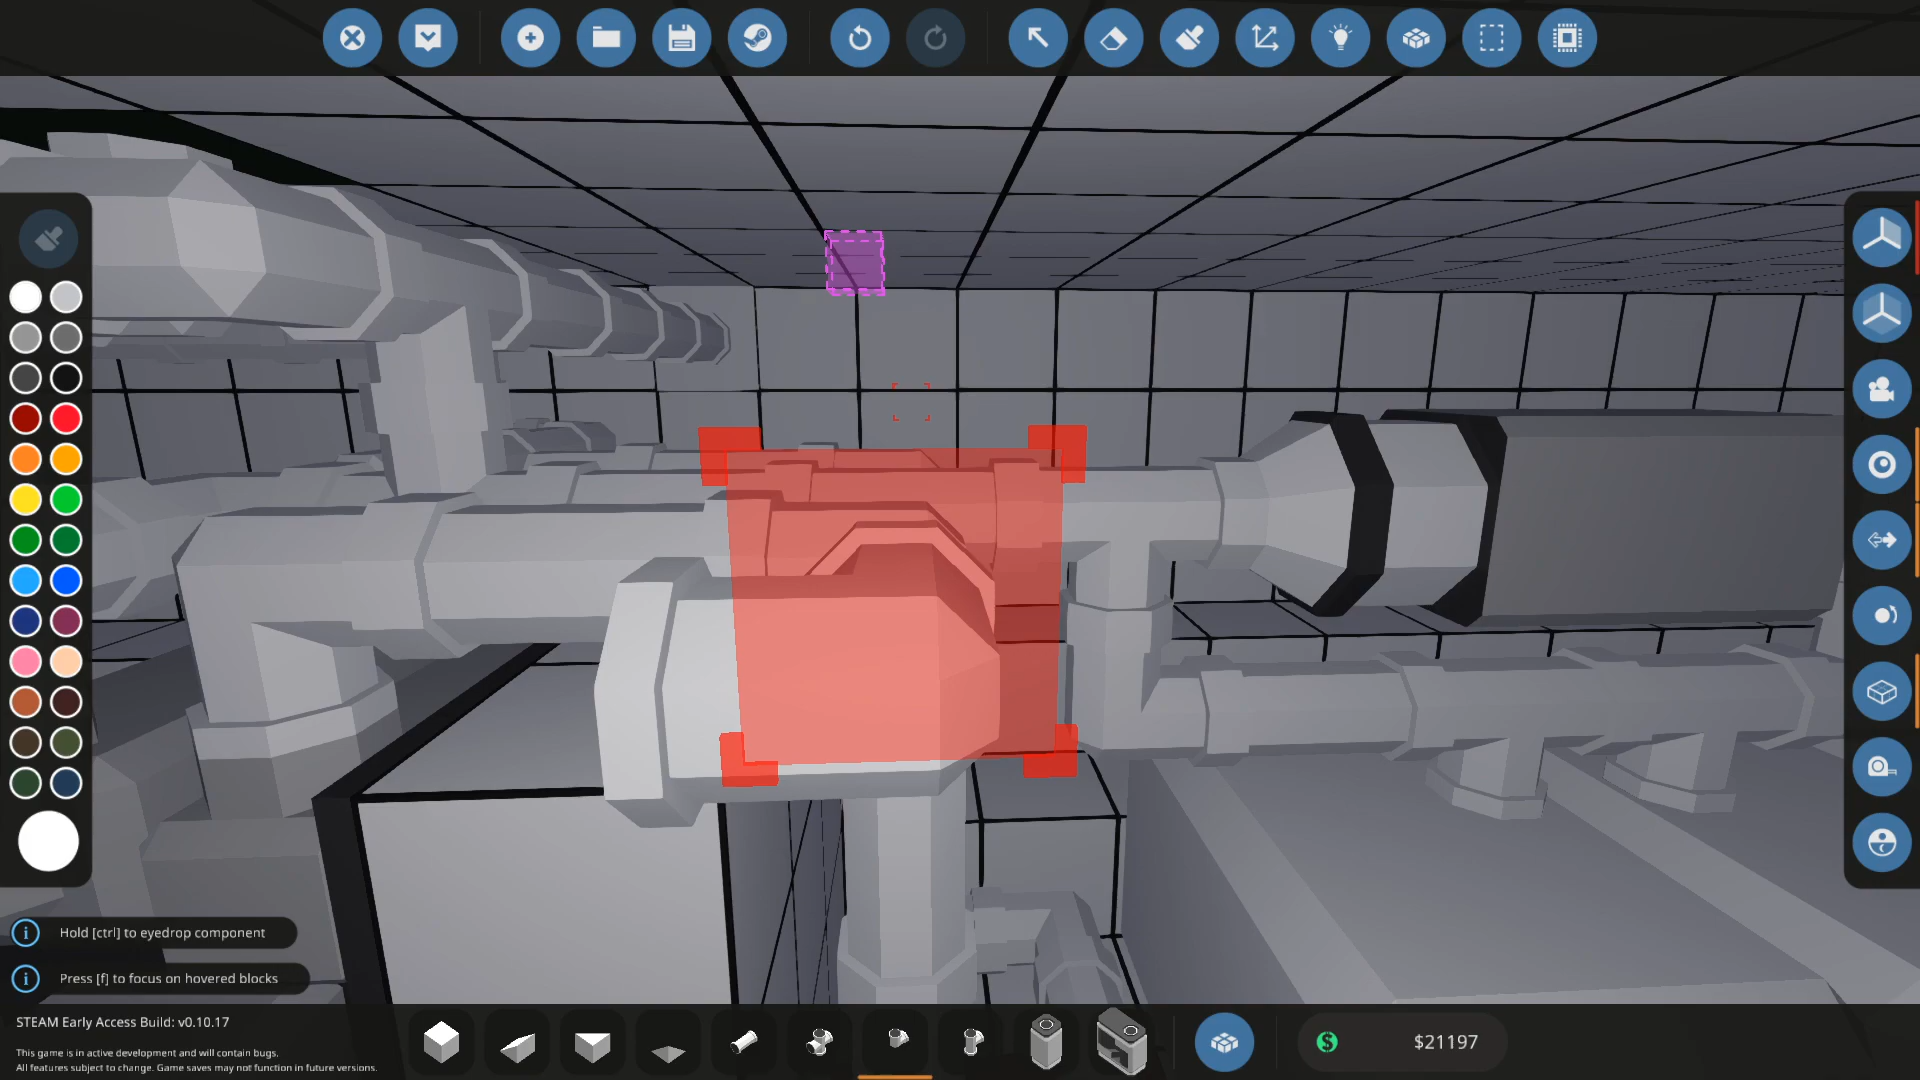 Hold [ctrl] to eyedrop component
Press [f] to focus on hovered blocks
STEAM Early Access Build: v0.10.17
This game is in active development and will contain bugs.
All features subject to change. Game saves may not function in future versions.
$21197